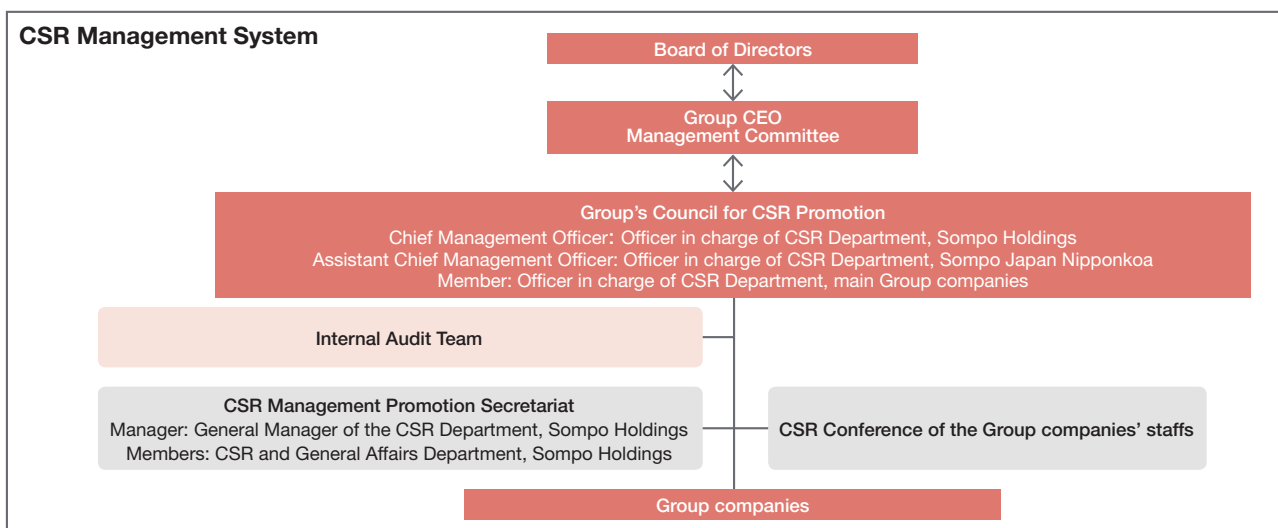 CSR Management System
Board of Directors
Group CEO
Management Committee
Group's Council for CSR Promotion
Chief Management Officer: Officer in charge of CSR Department, Sompo Holdings
Assistant Chief Management Officer: Officer in charge of CSR Department, Sompo Japan Nipponkoa
Member: Officer in charge of CSR Department, main Group companies
Internal Audit Team
CSR Management Promotion Secretariat
Manager: General Manager of the CSR Department, Sompo Holdings
Members: CSR and General Affairs Department, Sompo Holdings
CSR Conference of the Group companies' staffs
Group companies